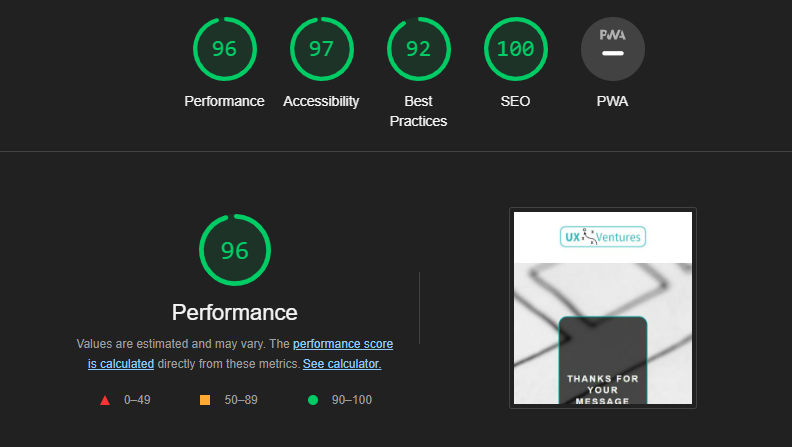 96 97 92 100 PWA
Performance Accessibility Best Practices SEO PWA
96
Performance
Values are estimated and may vary. The performance score
is calculated directly from these metrics. See calculator.
0–49 50–89 90–100
UX Ventures
THANKS FOR
YOUR
MESSAGE